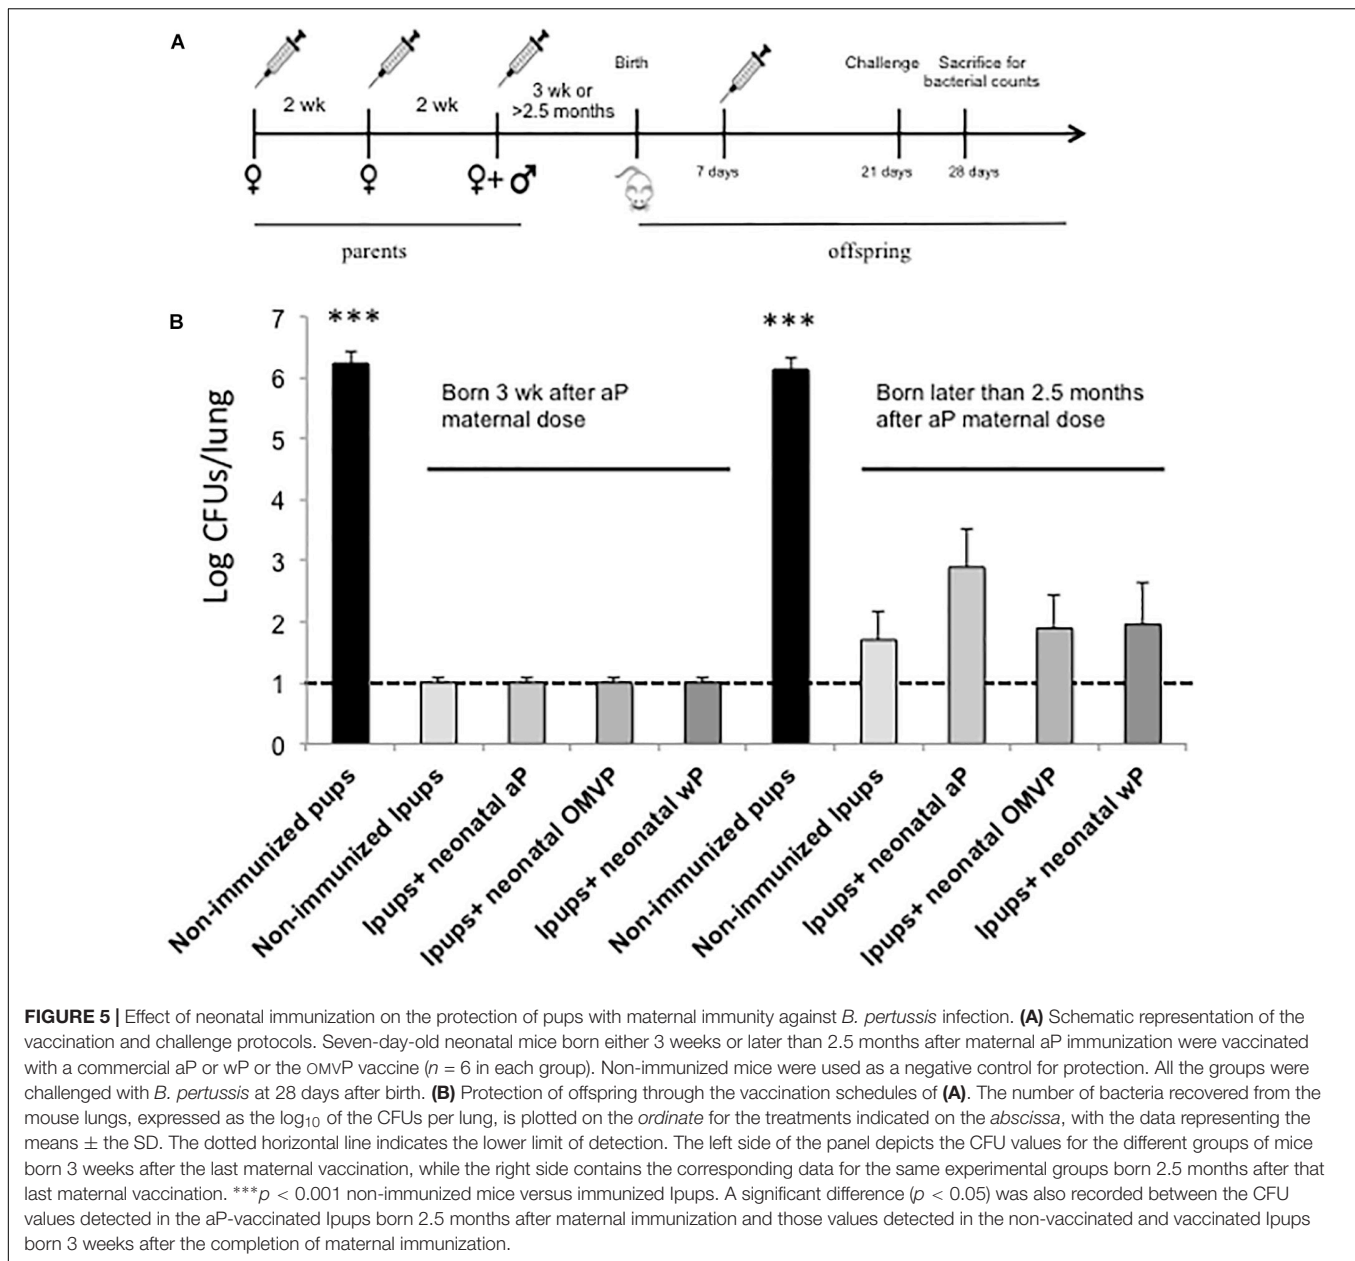 A
2 wk
2 wk
3 wk or
>2.5 months
Birth
Challenge
Sacrifice for
bacterial counts
♀
♀
♀+♂
7 days
21 days
28 days
parents
offspring
B
Log CFUs/lung
7
6
5
4
3
2
1
0
***
***
Born 3 wk after aP
maternal dose
Born later than 2.5 months
after aP maternal dose
Non-immunized pups
Non-immunized Ipups
Ipups+ neonatal aP
Ipups+ neonatal OMVP
Ipups+ neonatal wP
Non-immunized pups
Non-immunized Ipups
Ipups+ neonatal aP
Ipups+ neonatal OMVP
Ipups+ neonatal wP
FIGURE 5 | Effect of neonatal immunization on the protection of pups with maternal immunity against B. pertussis infection. (A) Schematic representation of the
vaccination and challenge protocols. Seven-day-old neonatal mice born either 3 weeks or later than 2.5 months after maternal aP immunization were vaccinated
with a commercial aP or wP or the OMVP vaccine (n = 6 in each group). Non-immunized mice were used as a negative control for protection. All the groups were
challenged with B. pertussis at 28 days after birth. (B) Protection of offspring through the vaccination schedules of (A). The number of bacteria recovered from the
mouse lungs, expressed as the log10 of the CFUs per lung, is plotted on the ordinate for the treatments indicated on the abscissa, with the data representing the
means ± the SD. The dotted horizontal line indicates the lower limit of detection. The left side of the panel depicts the CFU values for the different groups of mice
born 3 weeks after the last maternal vaccination, while the right side contains the corresponding data for the same experimental groups born 2.5 months after that
last maternal vaccination. ***p < 0.001 non-immunized mice versus immunized Ipups. A significant difference (p < 0.05) was also recorded between the CFU
values detected in the aP-vaccinated Ipups born 2.5 months after maternal immunization and those values detected in the non-vaccinated and vaccinated Ipups
born 3 weeks after the completion of maternal immunization.